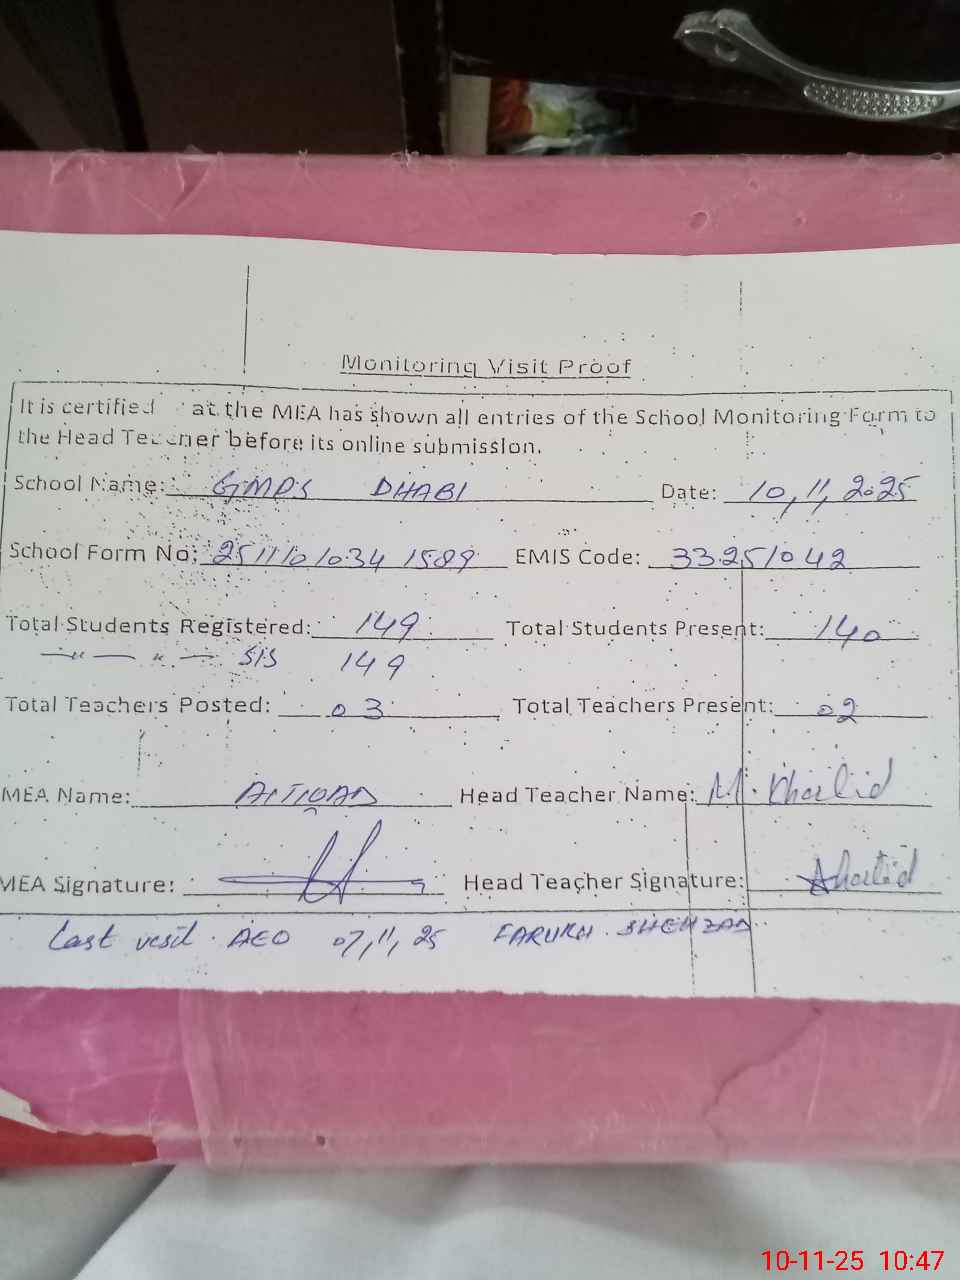 Monitoring Visit Proof
It is certified at the MEA has shown all entries of the School Monitoring Form to
the Head Teacher before its online submission.
School Name: GMPS DHABI Date: 10,11,2025
School Form No: 25111010341589 EMIS Code: 33251042
Total Students Registered: 149 Total Students Present: 140
—〃— 〃 — SIS 149
Total Teachers Posted: 03 Total Teachers Present: 02
MEA Name: Head Teacher Name: M. Khalid
MEA Signature: Head Teacher Signature: Khalid
Last vesit. AEO 07,11,25 FARUKH. SHEHZAD
10-11-25 10:47